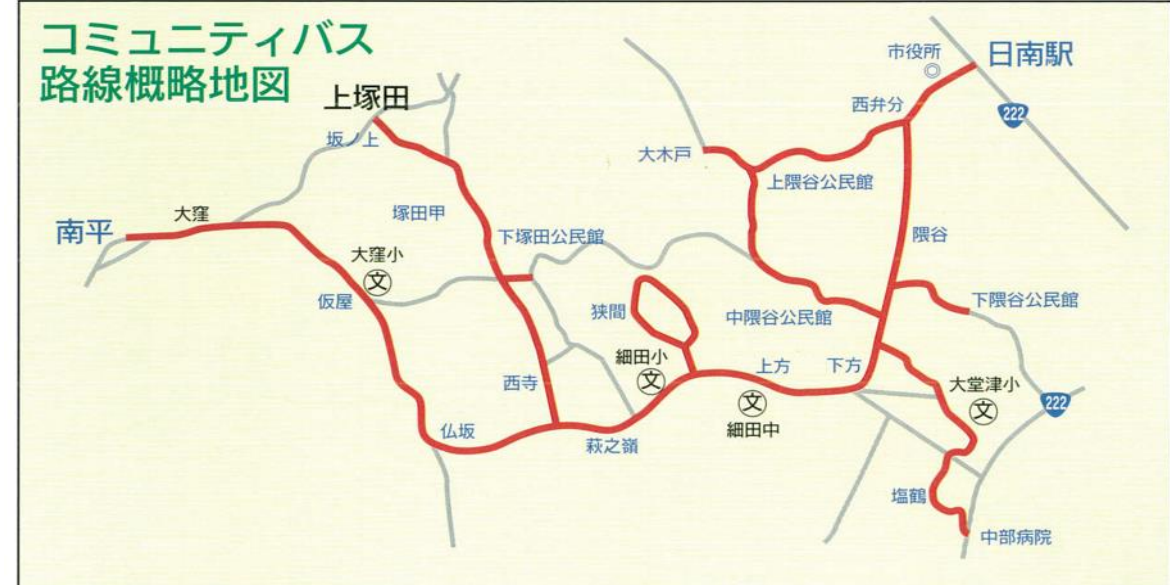 コミュニティバス
路線概略地図
上塚田
坂ノ上
大窪
南平
塚田甲
大窪小
文
仮屋
下塚田公民館
西寺
仏坂
萩之嶺
狭間
細田小
文
上方
文
細田中
下方
中隈谷公民館
大木戸
上隈谷公民館
西弁分
市役所
日南駅
222
隈谷
下隈谷公民館
大堂津小
文
222
塩鶴
中部病院